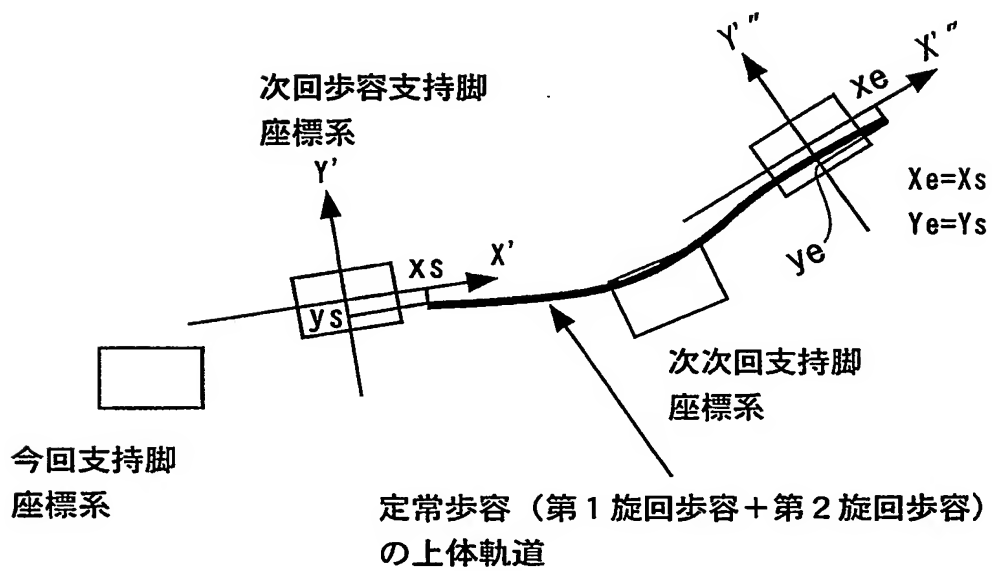 Y'"
X'"
xe
次回歩容支持脚
座標系
Y'
Xe=Xs
Ye=Ys
ye
X'
xs
ys
次次回支持脚
座標系
今回支持脚
座標系
定常歩容（第１旋回歩容＋第２旋回歩容）
の上体軌道